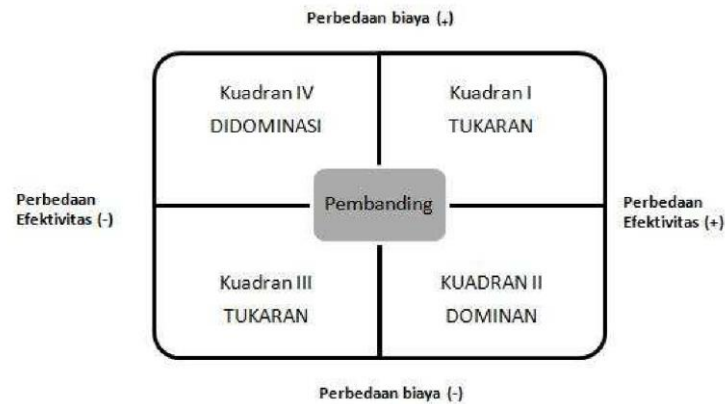 Perbedaan biaya (+)
Kuadran IV
DIDOMINASI
Kuadran I
TUKARAN
Perbedaan
Efektivitas (-)
Pembanding
Perbedaan
Efektivitas (+)
Kuadran III
TUKARAN
KUADRAN II
DOMINAN
Perbedaan biaya (-)